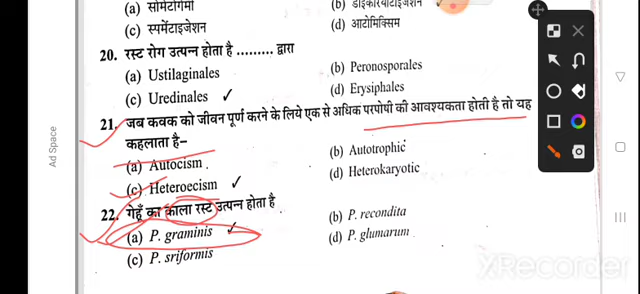 (a) सोमेटोगेमी (b) डाइकैरियोटाइजेशन ✓
(c) स्पर्मेटाइजेशन (d) आटोमिक्सिम
20. रस्ट रोग उत्पन्न होता है ......... द्वारा
(a) Ustilaginales (b) Peronosporales
(c) Uredinales ✓ (d) Erysiphales
21. जब कवक को जीवन पूर्ण करने के लिये एक से अधिक परपोषी की आवश्यकता होती है तो यह
कहलाता है–
(a) Autocism (b) Autotrophic
(c) Heteroecism ✓ (d) Heterokaryotic
22. गेहूँ का काला रस्ट उत्पन्न होता है
(a) P. graminis ✓ (b) P. recondita
(c) P. sriformis (d) P. glumarum
Ad Space
XRecorder